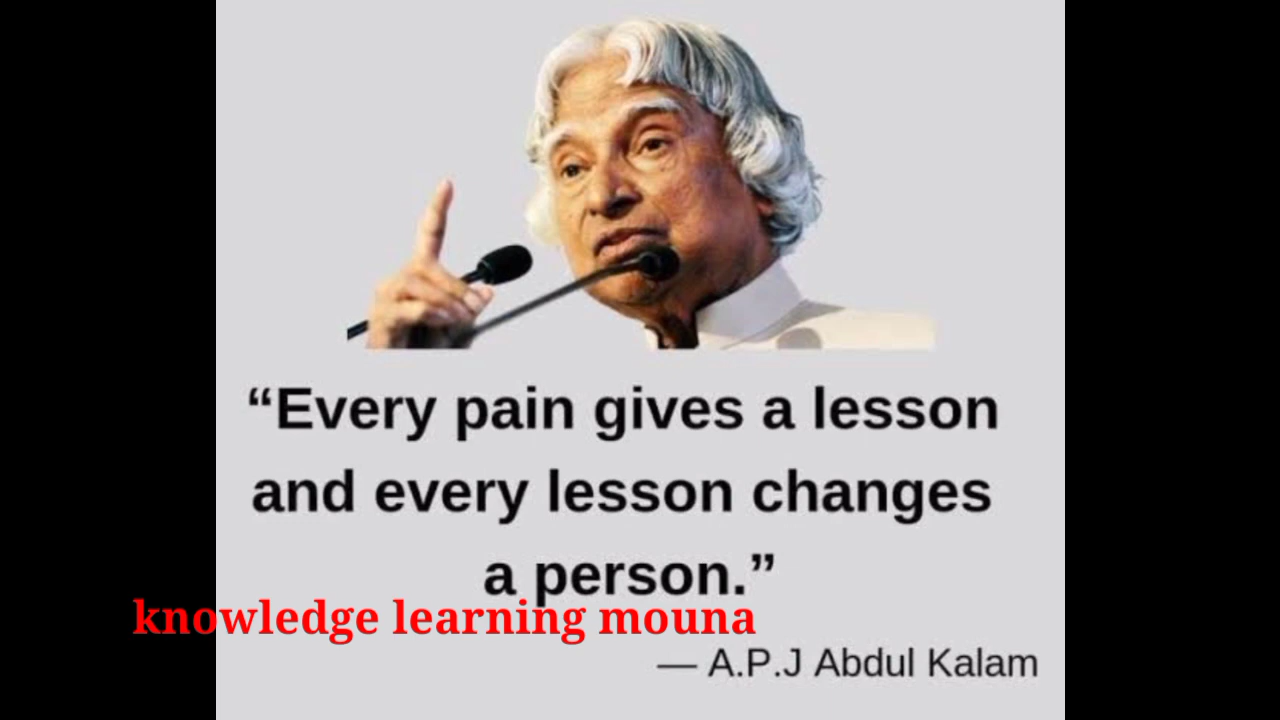 “Every pain gives a lesson
and every lesson changes
a person.”
knowledge learning mouna
— A.P.J Abdul Kalam